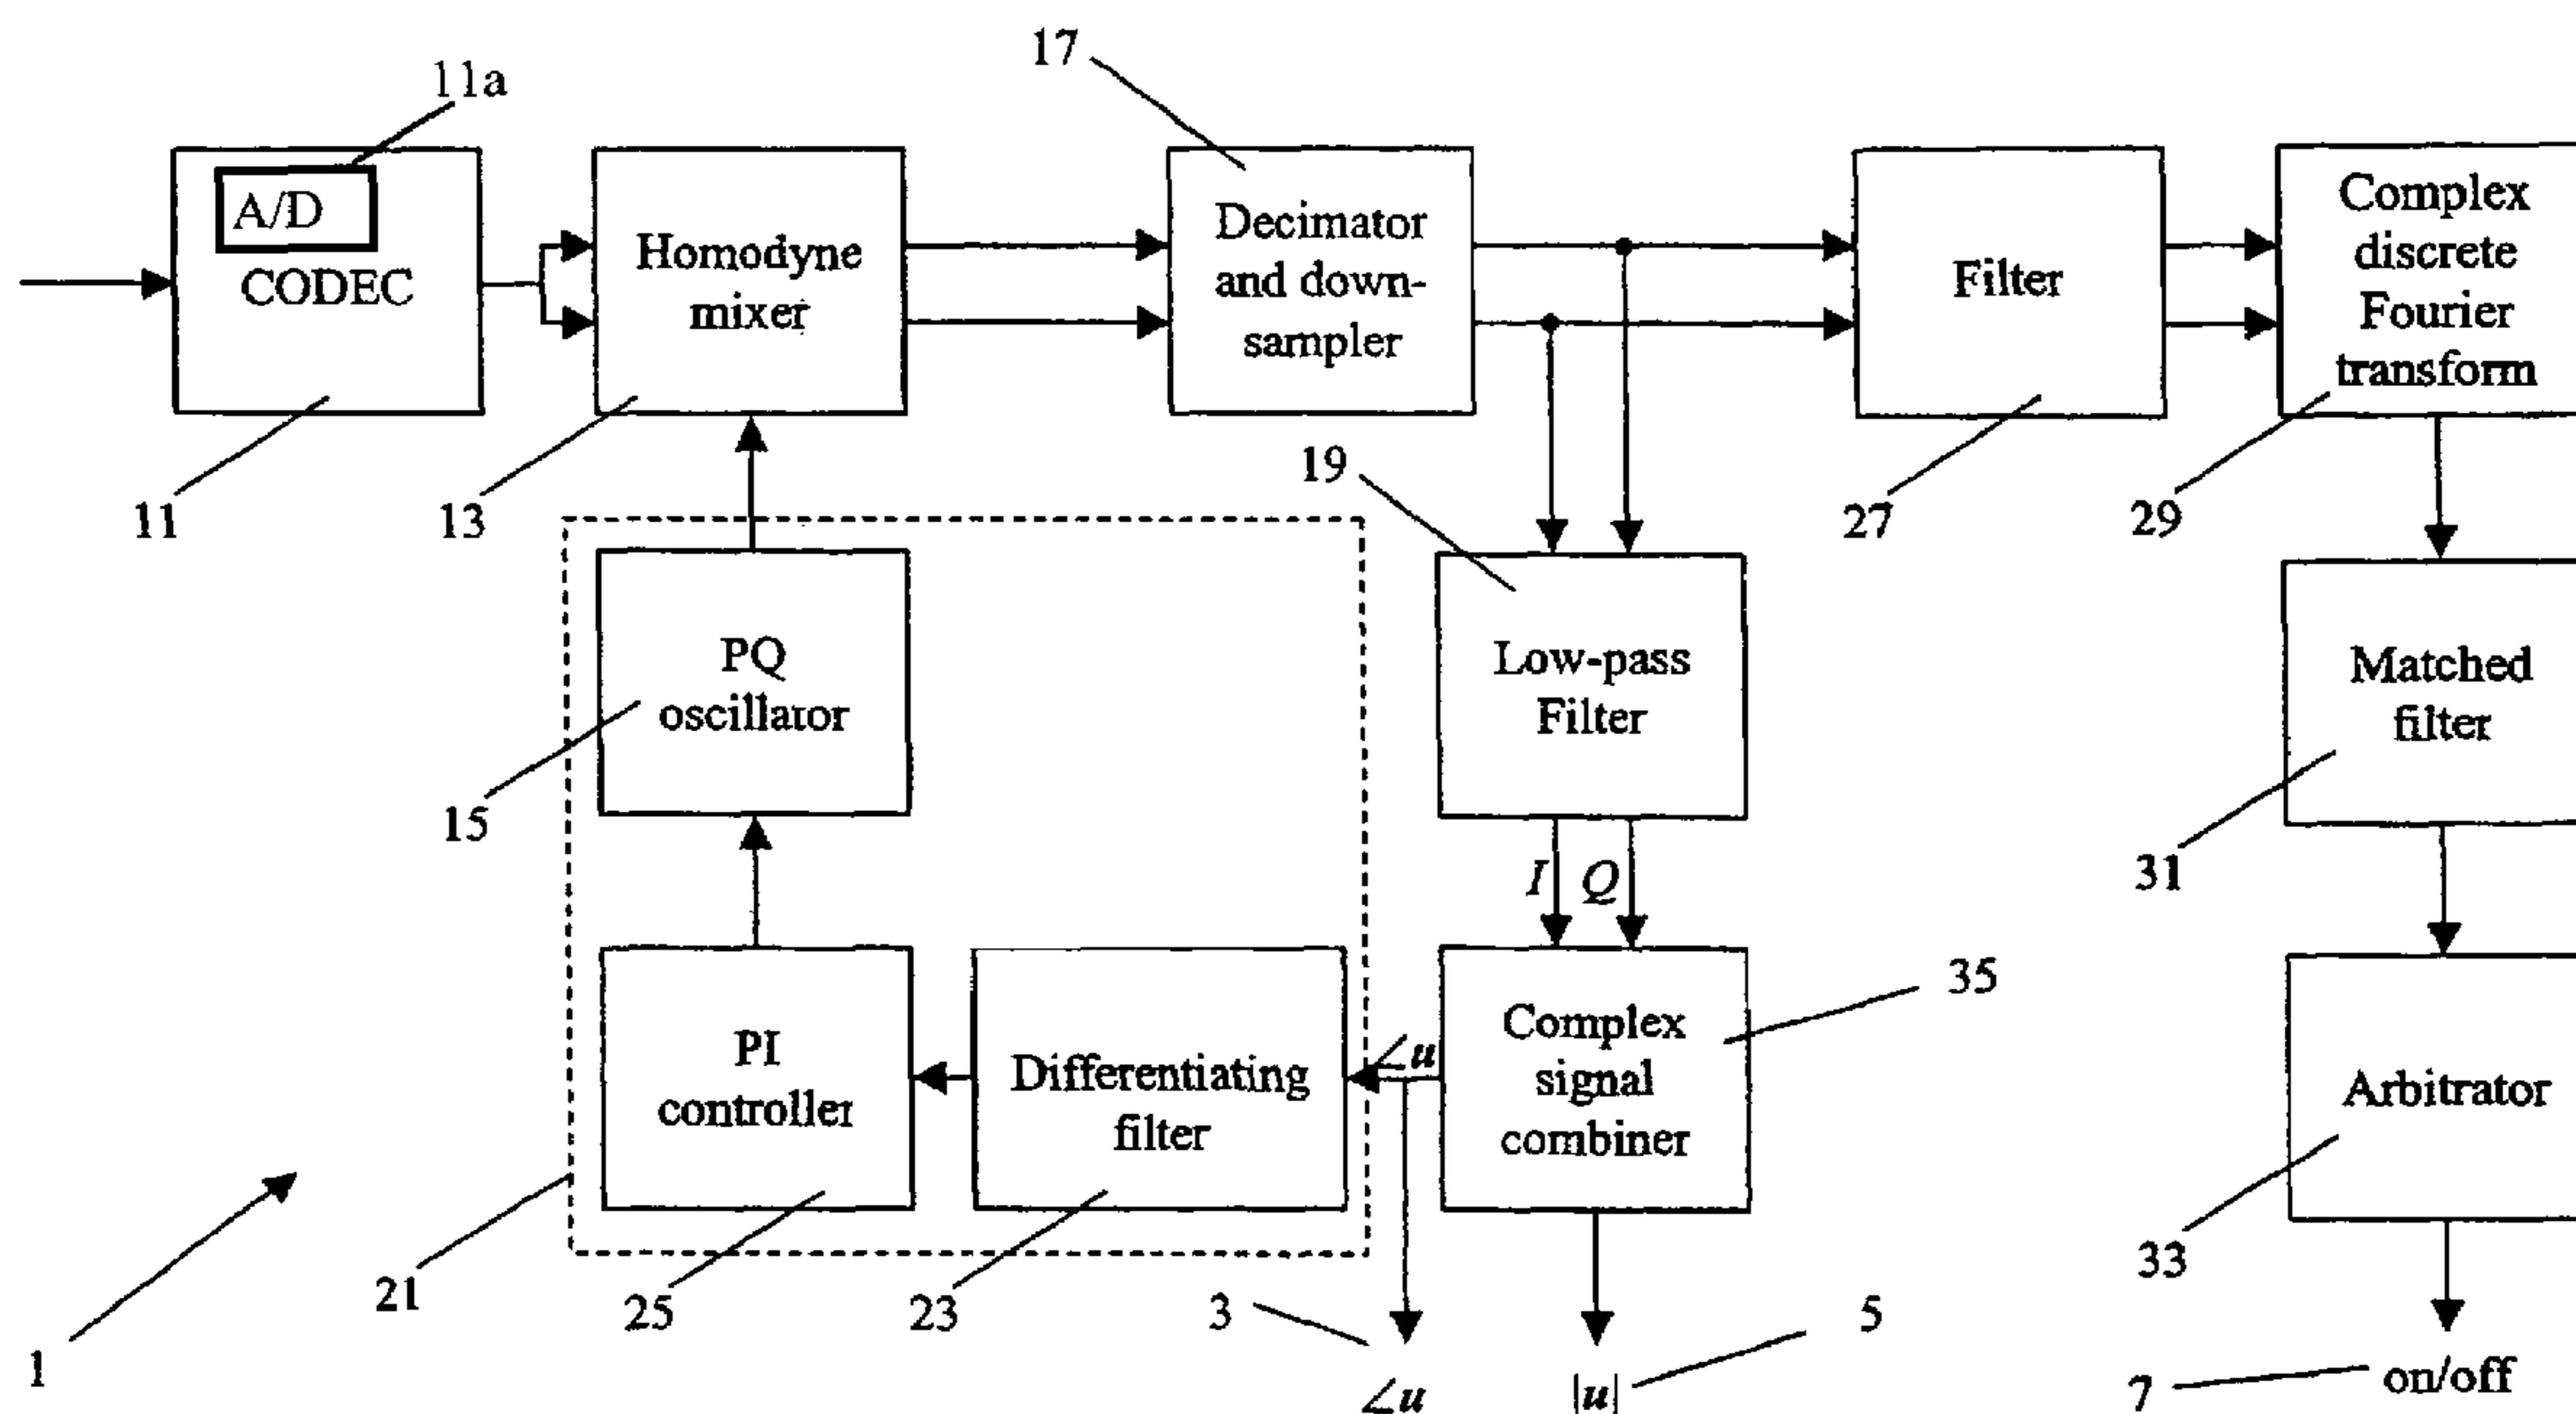 17
11a
A/D
CODEC
Homodyne
mixer
Decimator
and down-
sampler
Filter
Complex
discrete
Fourier
transform
11
13
19
27
29
PQ
oscillator
15
Low-pass
Filter
Matched
filter
31
I Q
PI
controller
Differentiating
filter
∠u
Complex
signal
combiner
35
Arbitrator
33
21
25
23
3
5
1
∠u
|u|
7
on/off